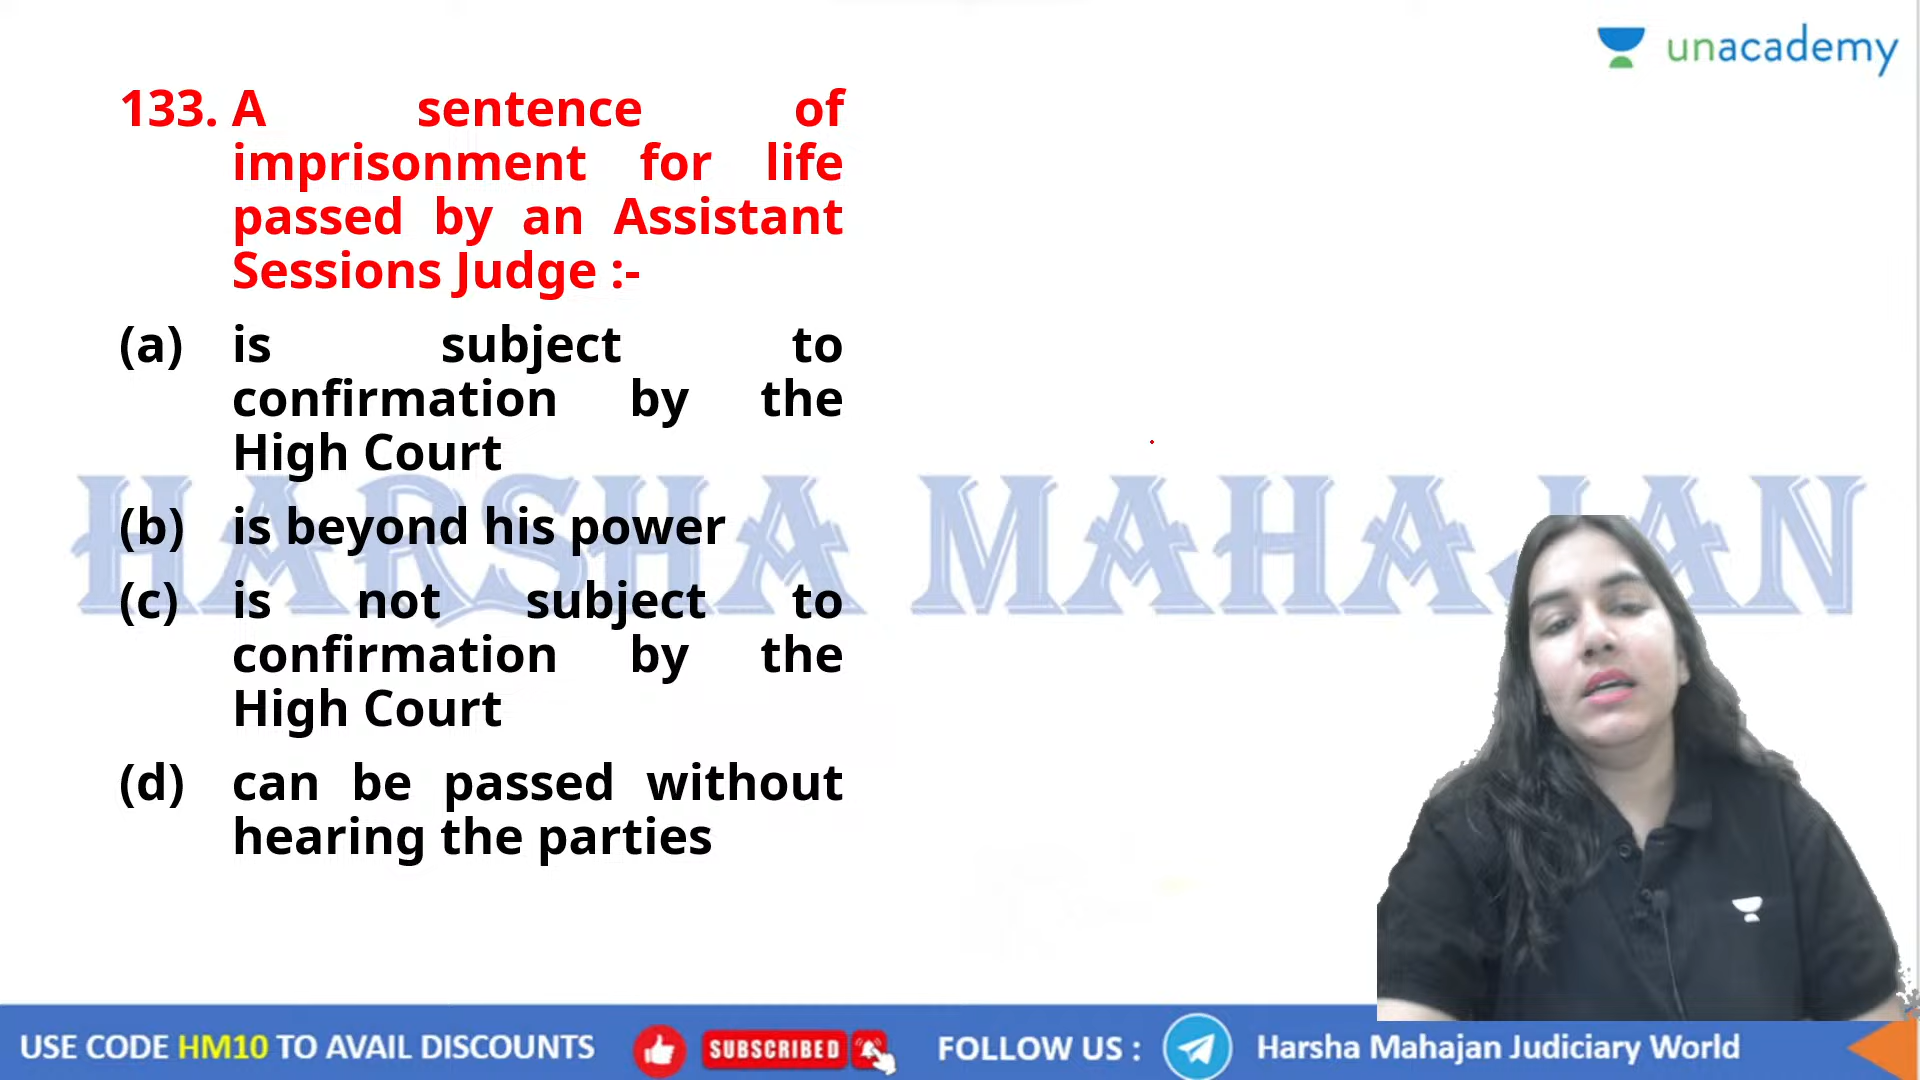 unacademy
133. A sentence of
imprisonment for life
passed by an Assistant
Sessions Judge :-
(a) is subject to
confirmation by the
High Court
HARSHA MAHAJAN
(b) is beyond his power
(c) is not subject to
confirmation by the
High Court
(d) can be passed without
hearing the parties
USE CODE HM10 TO AVAIL DISCOUNTS SUBSCRIBED FOLLOW US : Harsha Mahajan Judiciary World